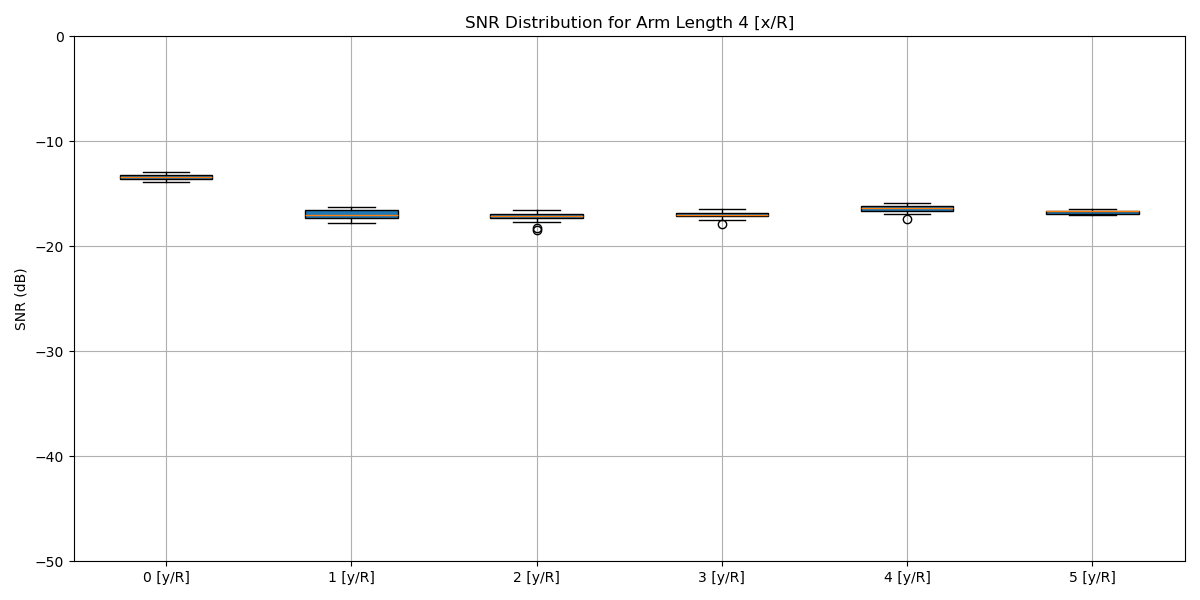 SNR Distribution for Arm Length 4 [x/R]
SNR (dB)
0
−10
−20
−30
−40
−50
0 [y/R]
1 [y/R]
2 [y/R]
3 [y/R]
4 [y/R]
5 [y/R]